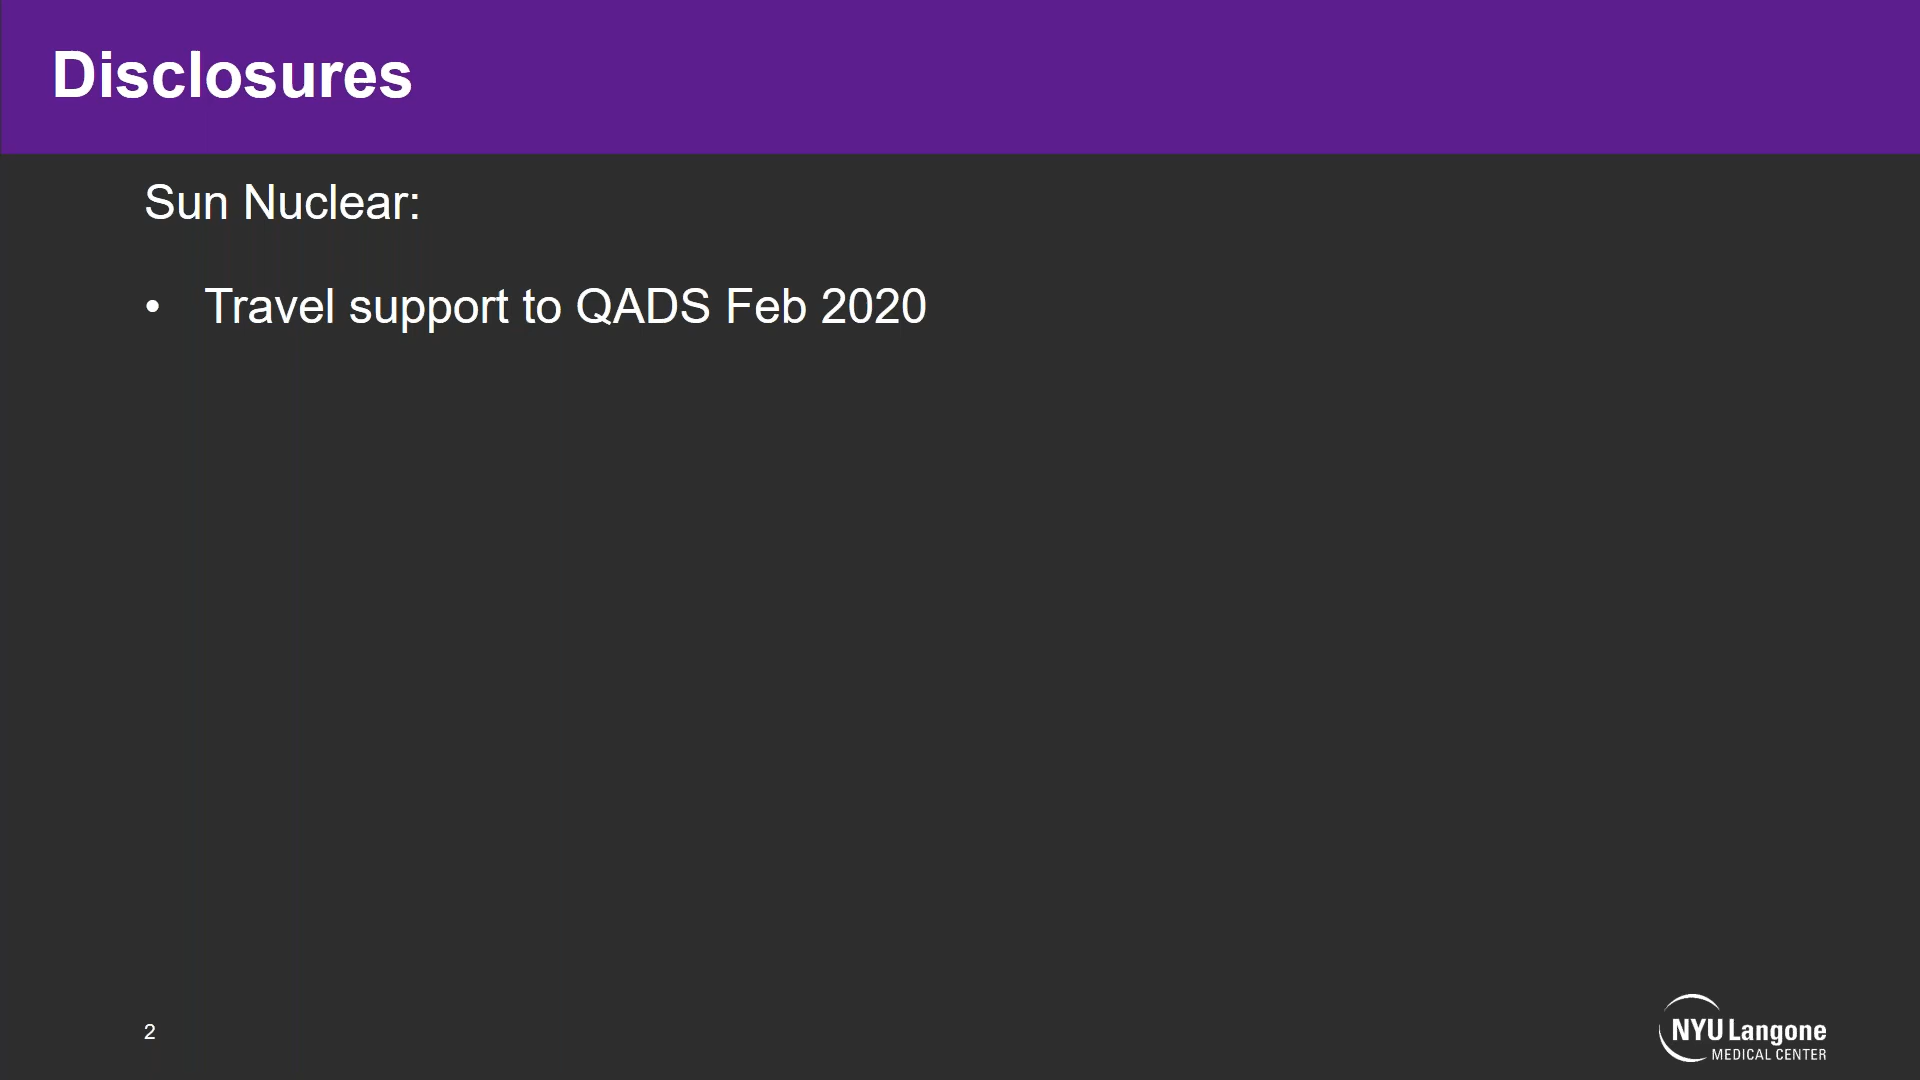 Disclosures
Sun Nuclear:
• Travel support to QADS Feb 2020
2
NYU Langone
MEDICAL CENTER